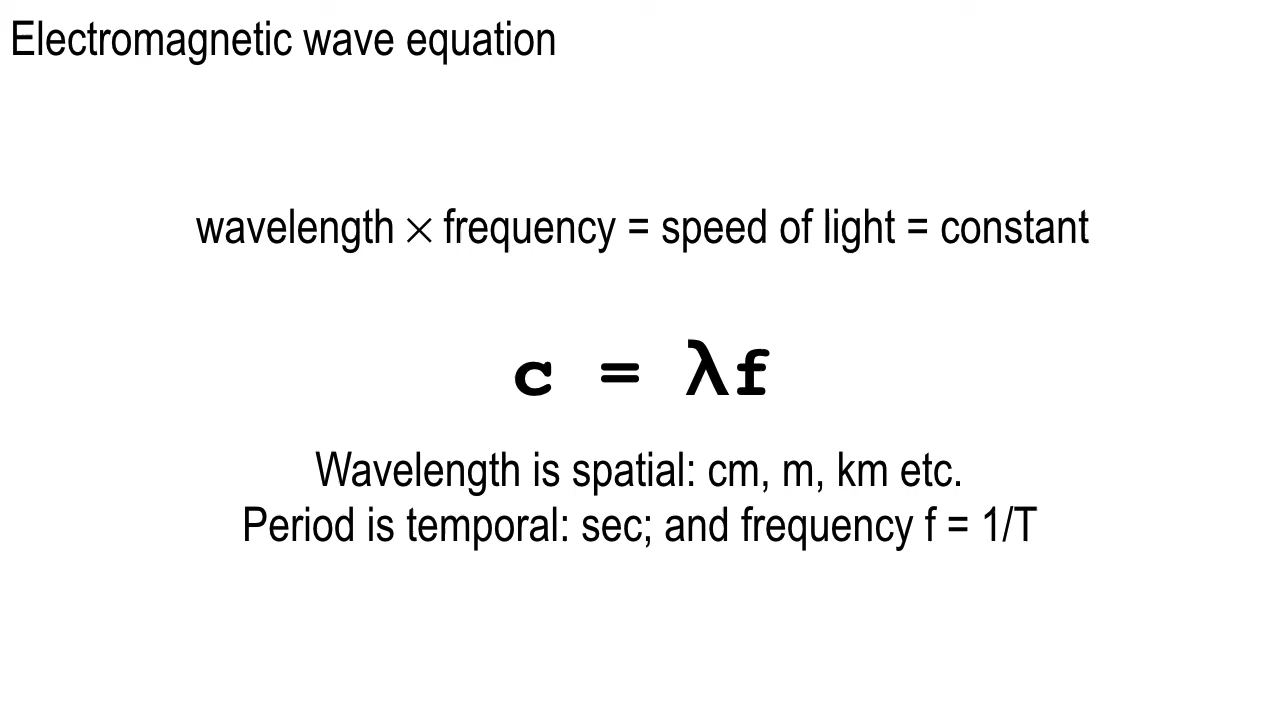 Electromagnetic wave equation
wavelength × frequency = speed of light = constant
c = λf
Wavelength is spatial: cm, m, km etc.
Period is temporal: sec; and frequency f = 1/T